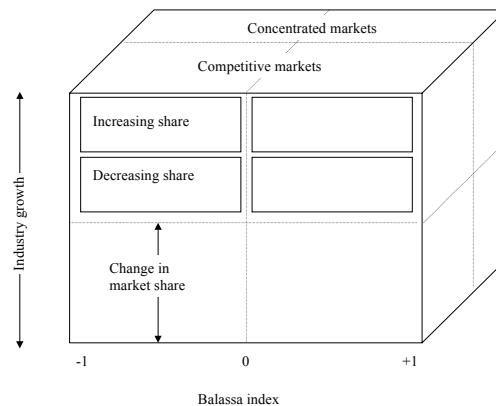 Concentrated markets
Competitive markets
Increasing share
Decreasing share
Industry growth
Change in
market share
-1
0
+1
Balassa index